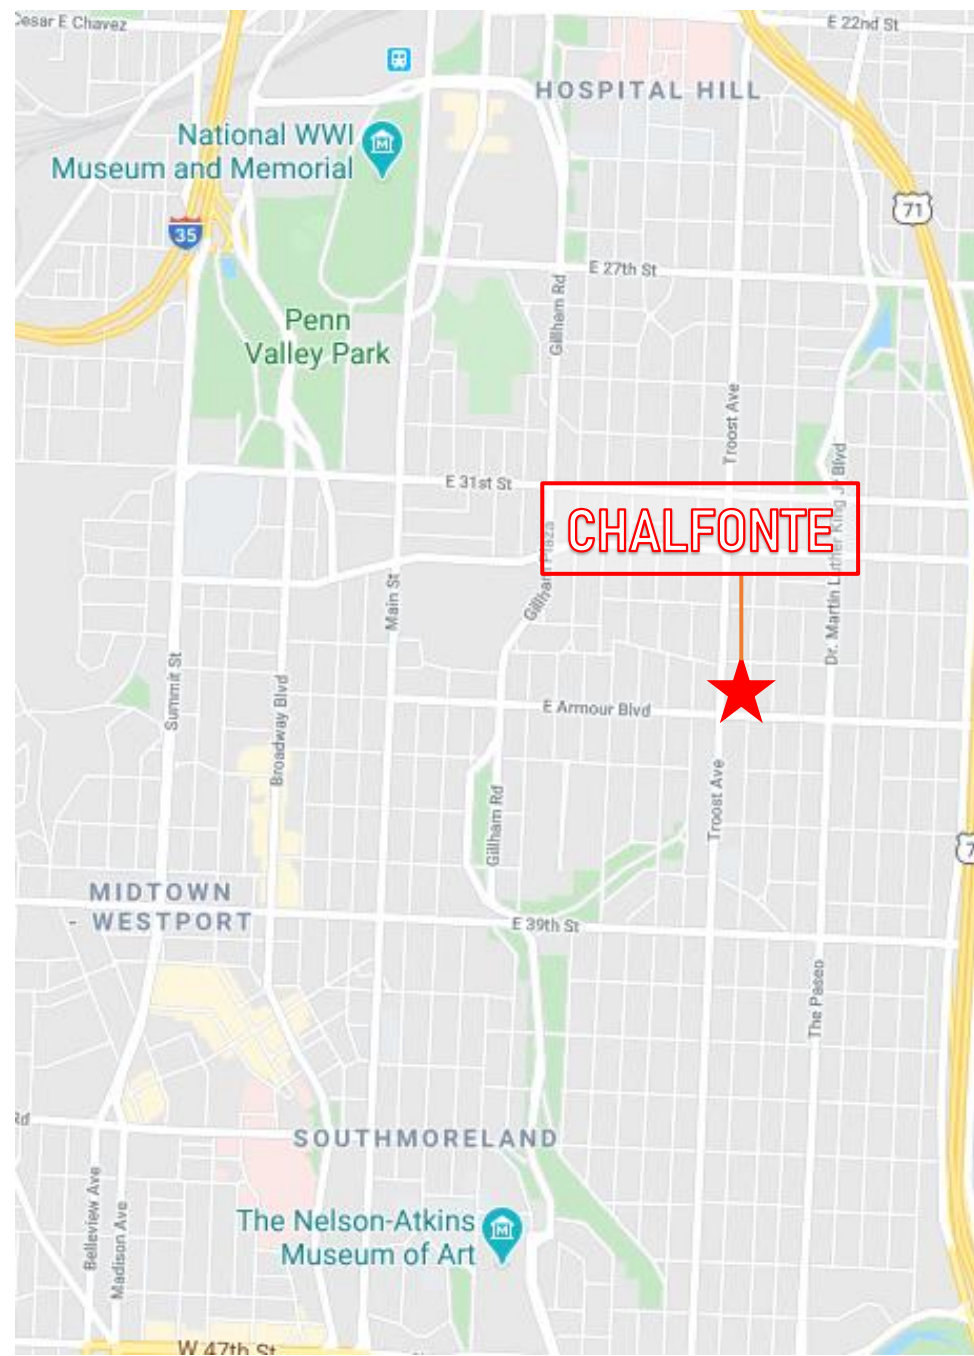 Cesar E Chavez
E 22nd St
HOSPITAL HILL
National WWI
Museum and Memorial
71
35
E 27th St
Gillham Rd
Penn
Valley Park
Troost Ave
E 31st St
CHALFONTE
Gillham Plaza
Dr. Martin Luther King Jr Blvd
Main St
Summit St
Broadway Blvd
E Armour Blvd
Troost Ave
Gillham Rd
7
MIDTOWN
- WESTPORT
E 39th St
The Paseo
Rd
SOUTHMORELAND
Belleview Ave
Madison Ave
The Nelson-Atkins
Museum of Art
W 47th St